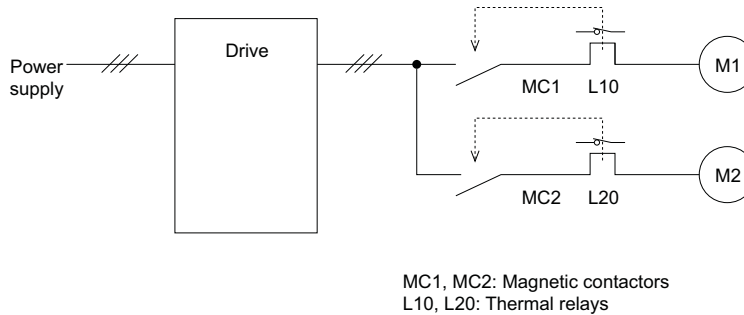 Power
supply
Drive
MC1 L10
M1
MC2 L20
M2
MC1, MC2: Magnetic contactors
L10, L20: Thermal relays